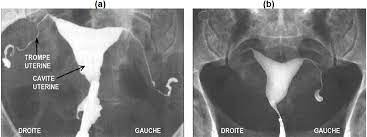 (a)
(b)
TROMPE
UTERINE
CAVITE
UTERINE
DROITE
GAUCHE
DROITE
GAUCHE